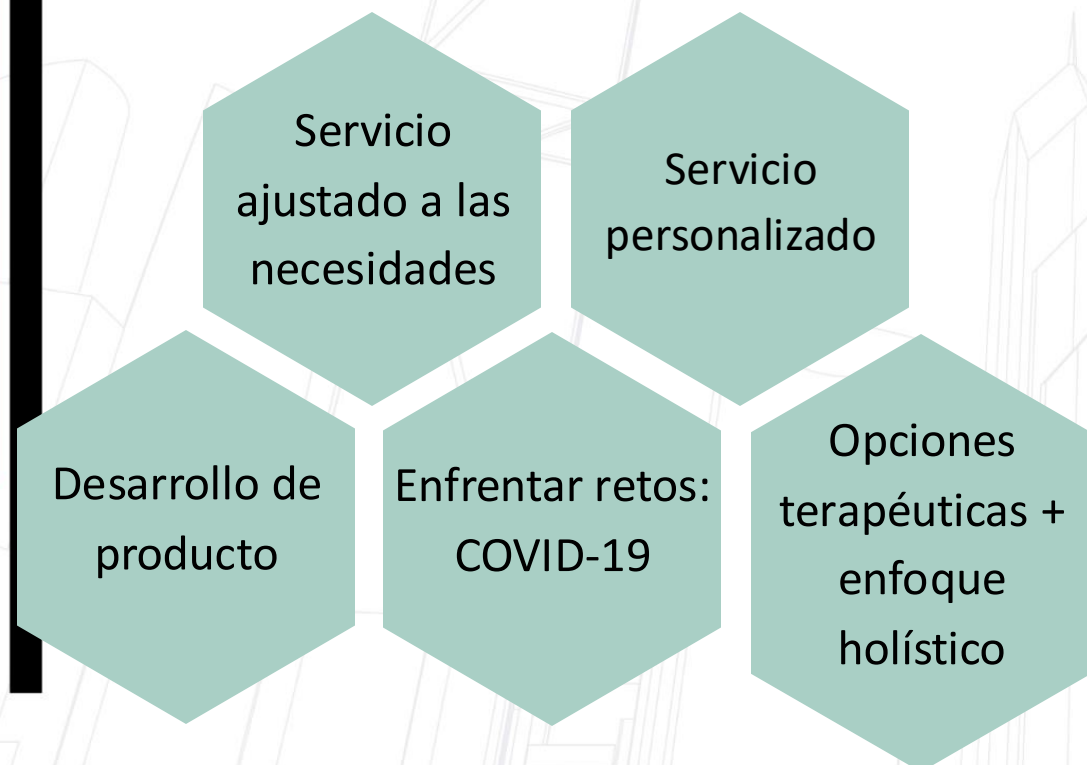 Servicio
ajustado a las
necesidades
Servicio
personalizado
Desarrollo de
producto
Enfrentar retos:
COVID-19
Opciones
terapéuticas +
enfoque
holístico